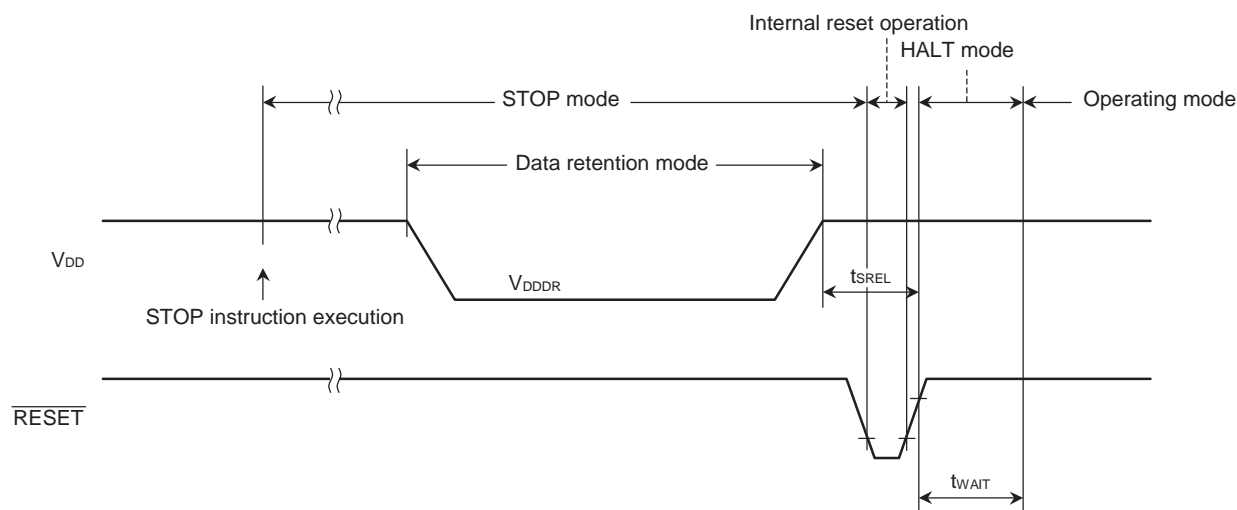 Internal reset operation
HALT mode
STOP mode
Operating mode
Data retention mode
VDD
VDDDR
tSREL
STOP instruction execution
RESET
tWAIT